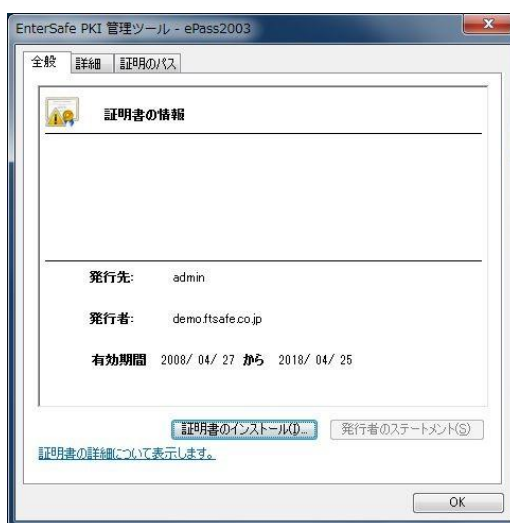 EnterSafe PKI 管理ツール - ePass2003
全般 詳細 証明のパス
証明書の情報
発行先: admin
発行者: demo.ftsafe.co.jp
有効期間 2008/ 04/ 27 から 2018/ 04/ 25
証明書のインストール(I)... 発行者のステートメント(S)
証明書の詳細について表示します。
OK